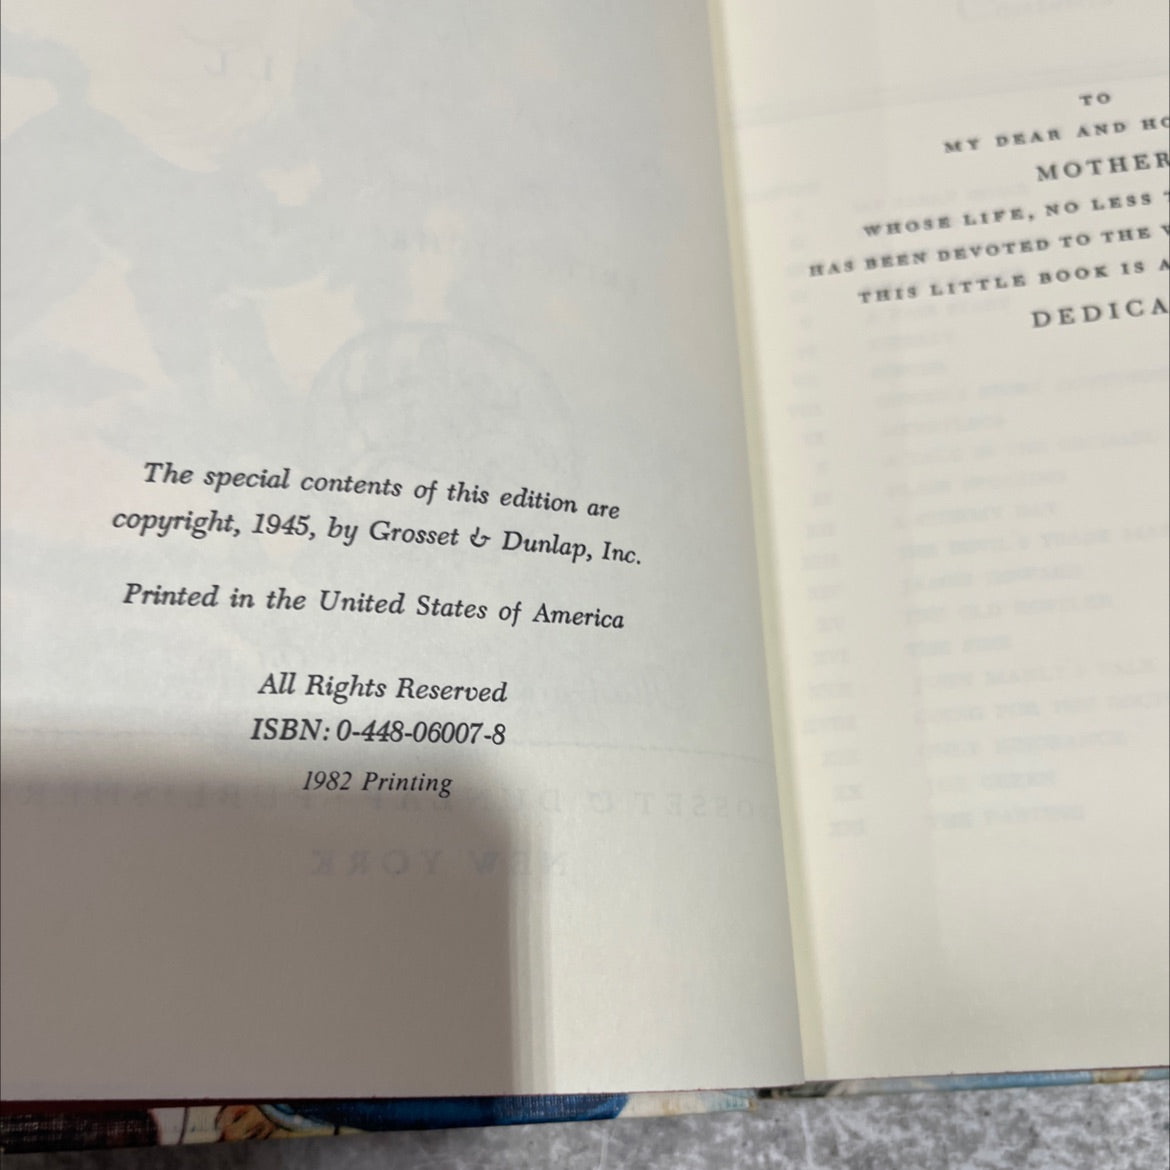 The special contents of this edition are
copyright, 1945, by Grosset & Dunlap, Inc.
Printed in the United States of America
All Rights Reserved
ISBN: 0-448-06007-8
1982 Printing
TO
MY DEAR AND HO
MOTHER
WHOSE LIFE, NO LESS
HAS BEEN DEVOTED TO THE
THIS LITTLE BOOK IS A
DEDICA